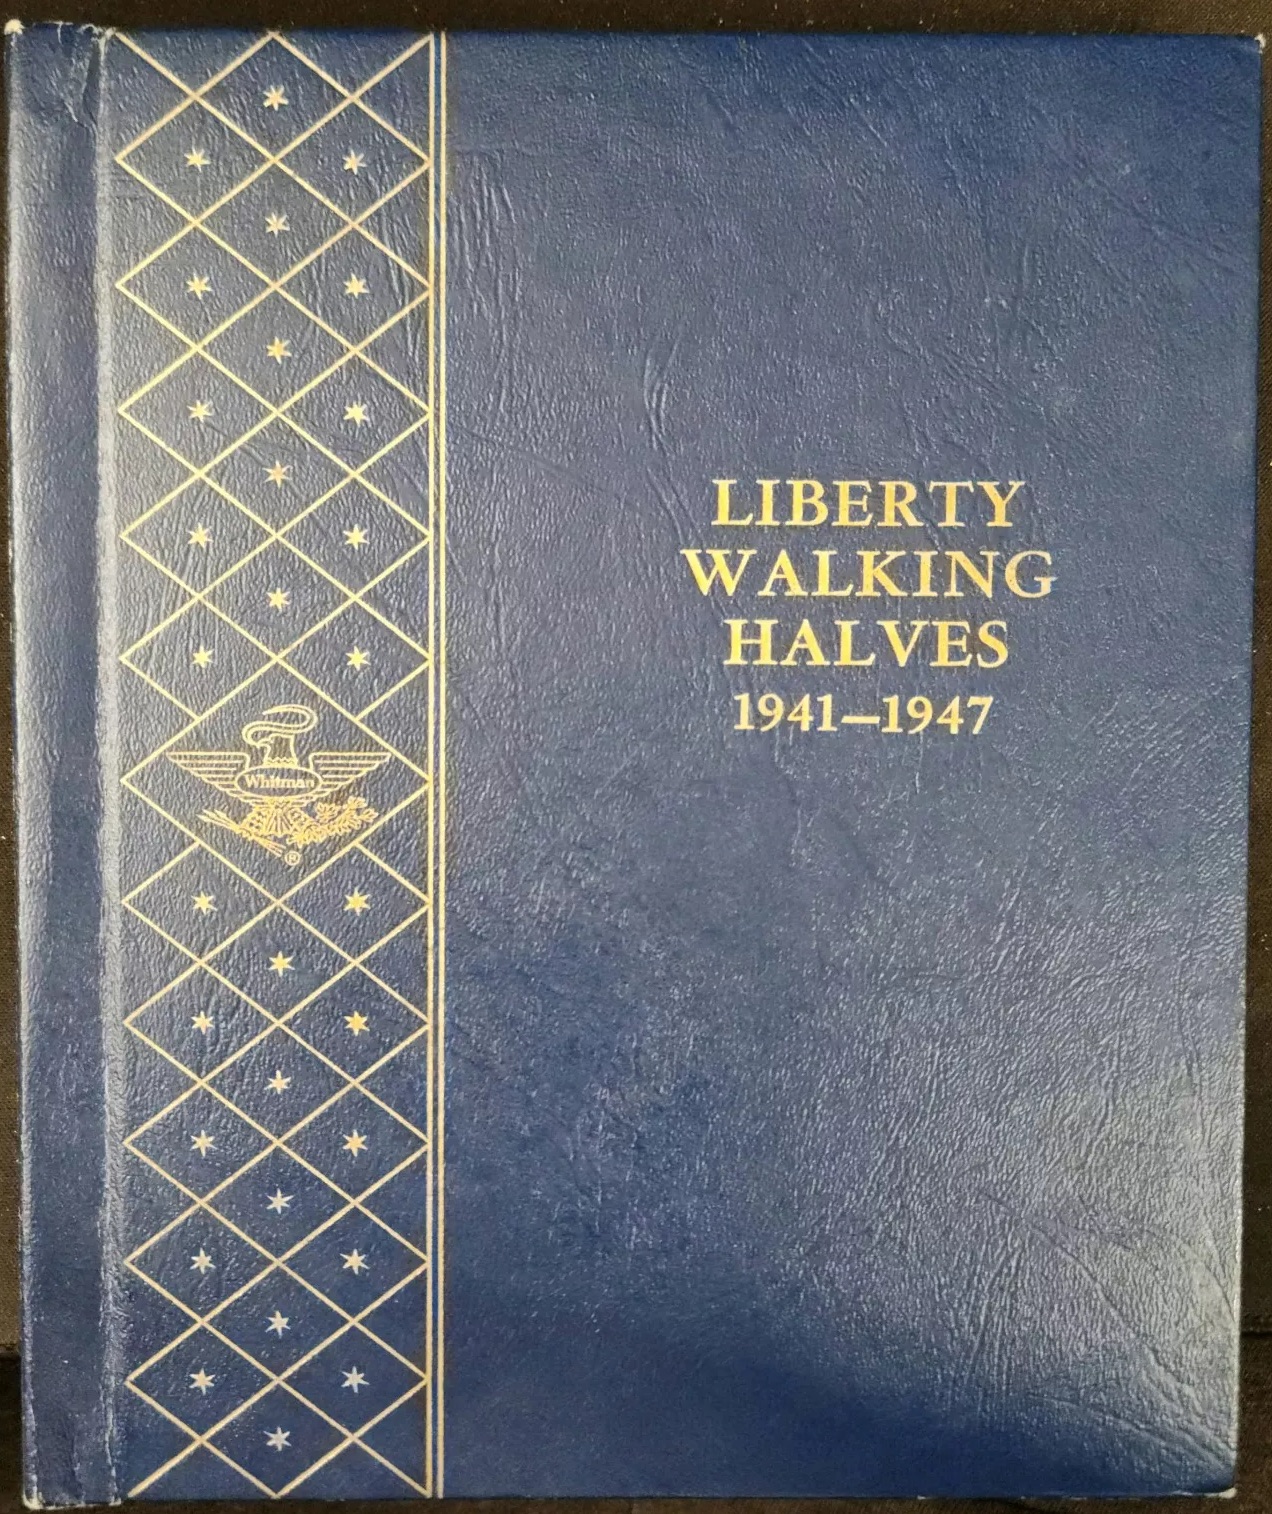 LIBERTY
WALKING
HALVES
1941–1947
Whitman
®